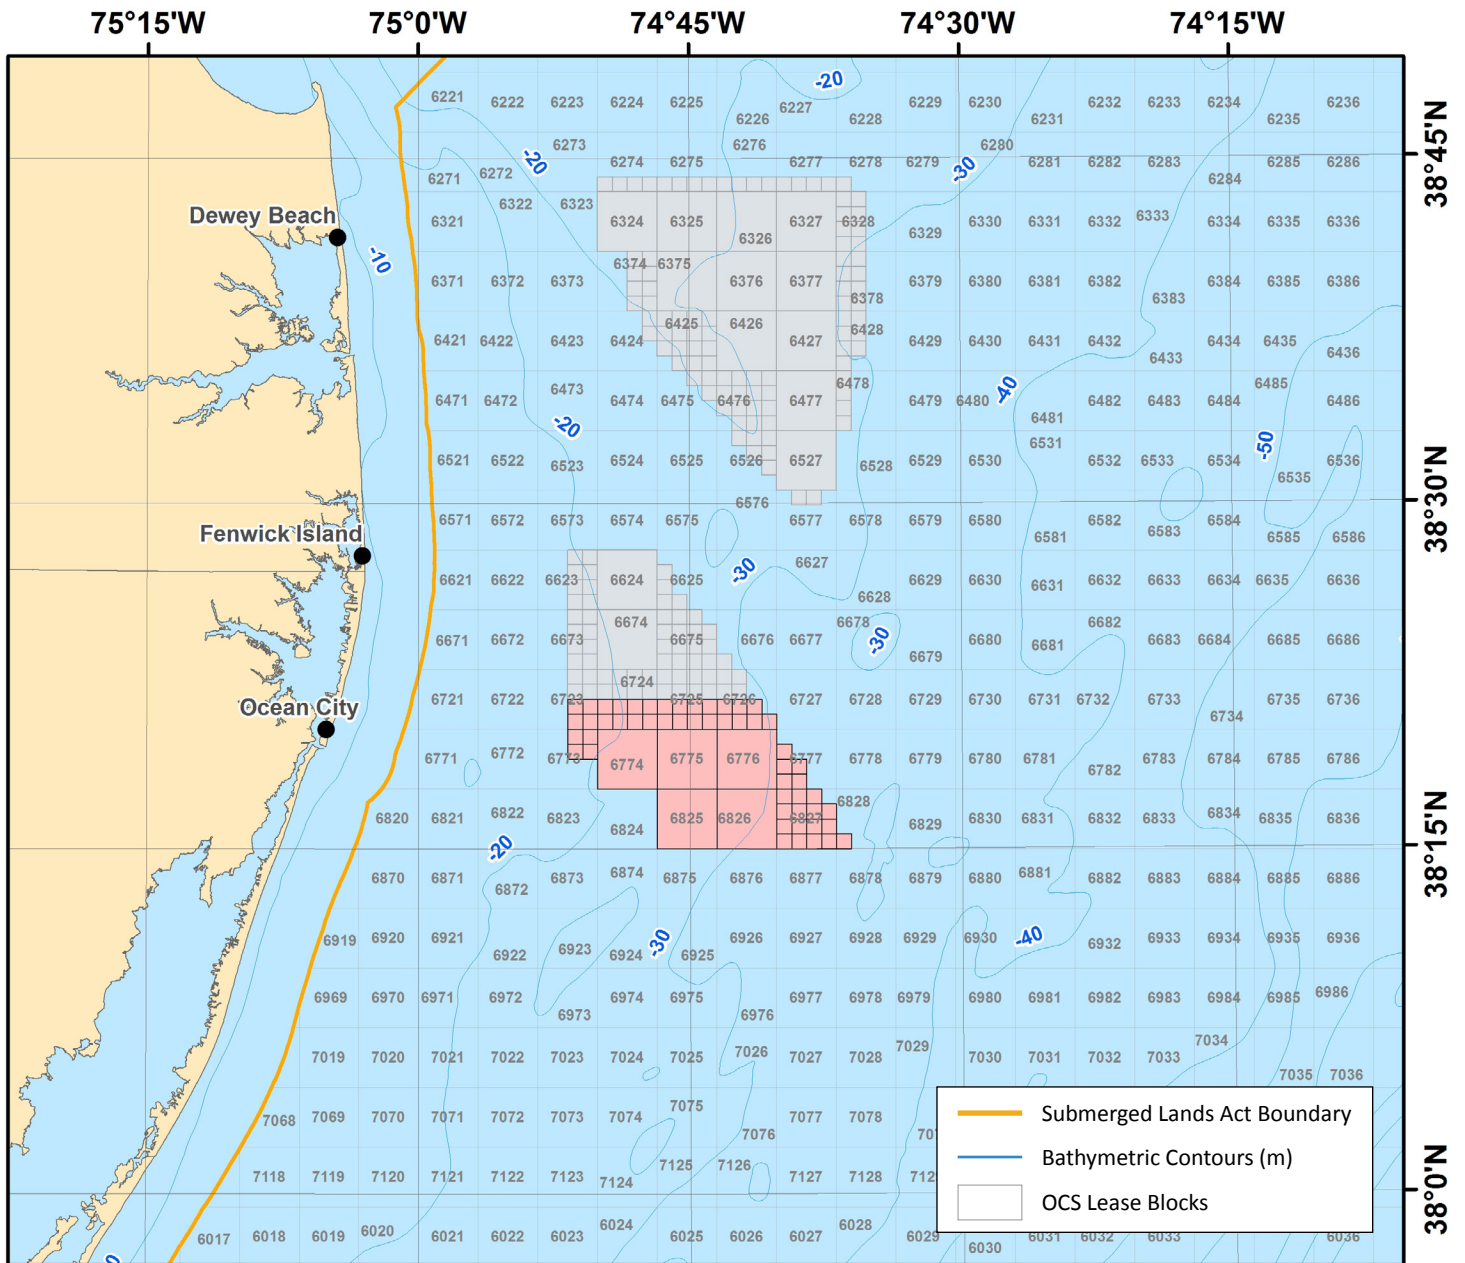 75°15'W 75°0'W 74°45'W 74°30'W 74°15'W
-20
6221 6222 6223 6224 6225 6226 6227 6228 6229 6230 6231 6232 6233 6234 6235 6236
38°45'N
-20
-30
6271 6272 6273 6274 6275 6276 6277 6278 6279 6280 6281 6282 6283 6284 6285 6286
Dewey Beach
-10
6321 6322 6323 6324 6325 6326 6327 6328 6329 6330 6331 6332 6333 6334 6335 6336
6371 6372 6373 6374 6375 6376 6377 6378 6379 6380 6381 6382 6383 6384 6385 6386
6421 6422 6423 6424 6425 6426 6427 6428 6429 6430 6431 6432 6433 6434 6435 6436
-40
6471 6472 6473 6474 6475 6476 6477 6478 6479 6480 6481 6482 6483 6484 6485 6486
-20
-50
6521 6522 6523 6524 6525 6526 6527 6528 6529 6530 6531 6532 6533 6534 6535 6536
38°30'N
Fenwick Island
6571 6572 6573 6574 6575 6576 6577 6578 6579 6580 6581 6582 6583 6584 6585 6586
-30
6621 6622 6623 6624 6625 6627 6628 6629 6630 6631 6632 6633 6634 6635 6636
-30
6671 6672 6673 6674 6675 6676 6677 6678 6679 6680 6681 6682 6683 6684 6685 6686
Ocean City
6721 6722 6723 6724 6725 6726 6727 6728 6729 6730 6731 6732 6733 6734 6735 6736
6771 6772 6773 6774 6775 6776 6777 6778 6779 6780 6781 6782 6783 6784 6785 6786
6820 6821 6822 6823 6824 6825 6826 6827 6828 6829 6830 6831 6832 6833 6834 6835 6836
38°15'N
-20
6870 6871 6872 6873 6874 6875 6876 6877 6878 6879 6880 6881 6882 6883 6884 6885 6886
-30
-40
6919 6920 6921 6922 6923 6924 6925 6926 6927 6928 6929 6930 6932 6933 6934 6935 6936
6969 6970 6971 6972 6973 6974 6975 6976 6977 6978 6979 6980 6981 6982 6983 6984 6985 6986
7019 7020 7021 7022 7023 7024 7025 7026 7027 7028 7029 7030 7031 7032 7033 7034 7035 7036
7068 7069 7070 7071 7072 7073 7074 7075 7076 7077 7078
7118 7119 7120 7121 7122 7123 7124 7125 7126 7127 7128
38°0'N
6017 6018 6019 6020 6021 6022 6023 6024 6025 6026 6027 6028 6029 6030 6031 6032 6033 6036
Submerged Lands Act Boundary
Bathymetric Contours (m)
OCS Lease Blocks